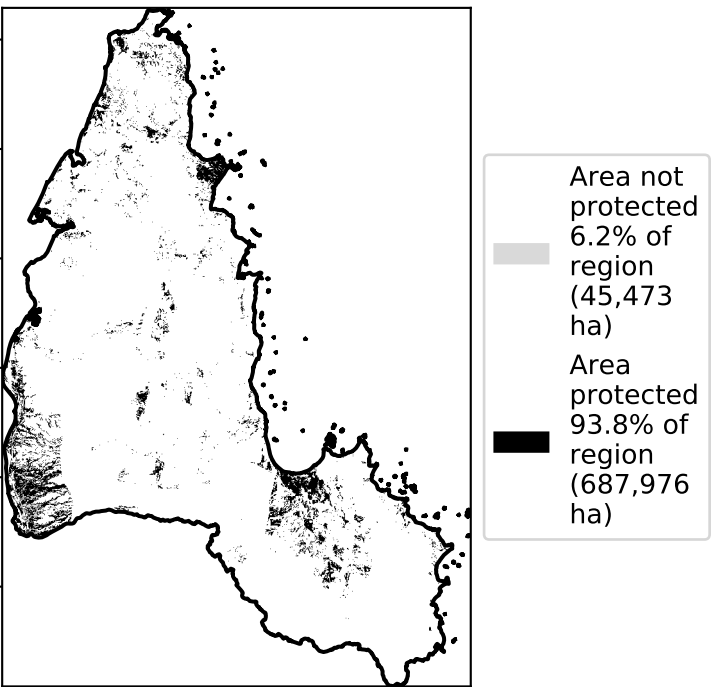 Area not
protected
6.2% of
region
(45,473
ha)
Area
protected
93.8% of
region
(687,976
ha)